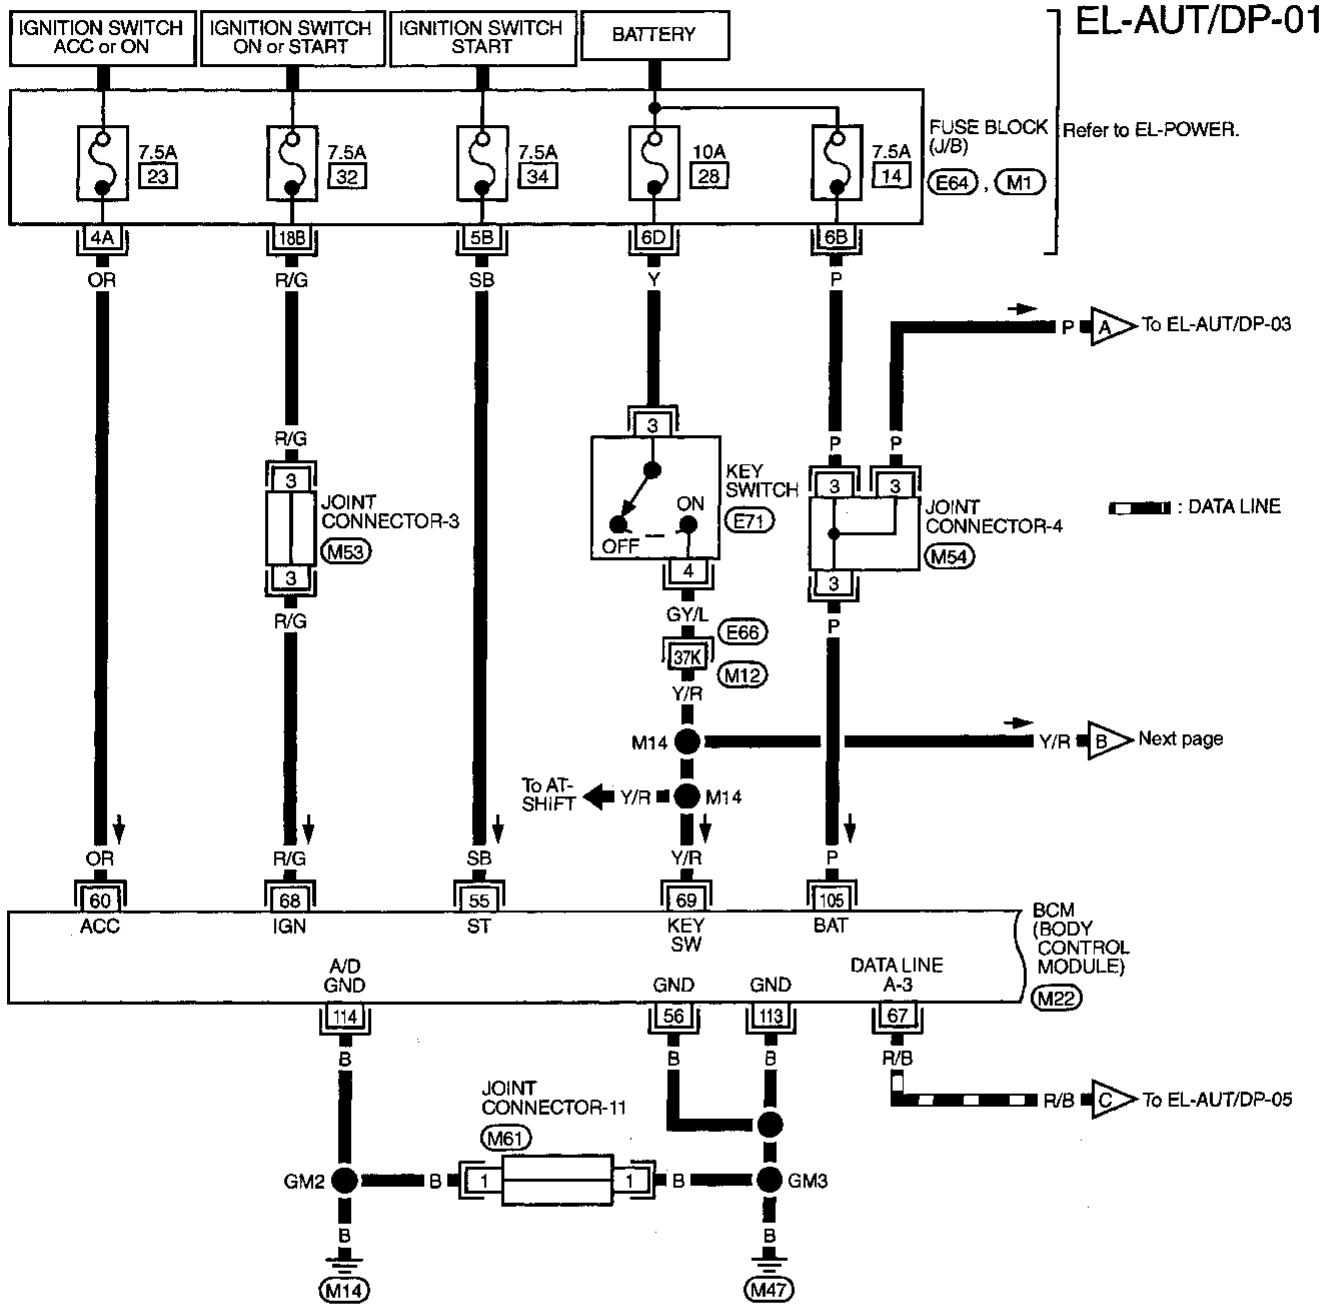 EL-AUT/DP-01
IGNITION SWITCH
ACC or ON
IGNITION SWITCH
ON or START
IGNITION SWITCH
START
BATTERY
7.5A
23
7.5A
32
7.5A
34
10A
28
7.5A
14
FUSE BLOCK
(J/B)
E64 , M1
Refer to EL-POWER.
4A
18B
5B
6D
6B
OR
R/G
SB
Y
P
P
A
To EL-AUT/DP-03
R/G
3
JOINT
CONNECTOR-3
M53
3
R/G
3
KEY
SWITCH
E71
ON
OFF
4
GY/L
E66
37K
M12
Y/R
P
P
3
3
JOINT
CONNECTOR-4
M54
3
P
: DATA LINE
M14
Y/R
B
Next page
To AT-
SHIFT
Y/R
M14
OR
R/G
SB
Y/R
P
60
68
55
69
105
ACC
IGN
ST
KEY
SW
BAT
BCM
(BODY
CONTROL
MODULE)
M22
A/D
GND
GND
GND
DATA LINE
A-3
114
56
113
67
B
B
B
R/B
R/B
C
To EL-AUT/DP-05
JOINT
CONNECTOR-11
M61
GM2
B
1
1
B
GM3
B
B
M14
M47